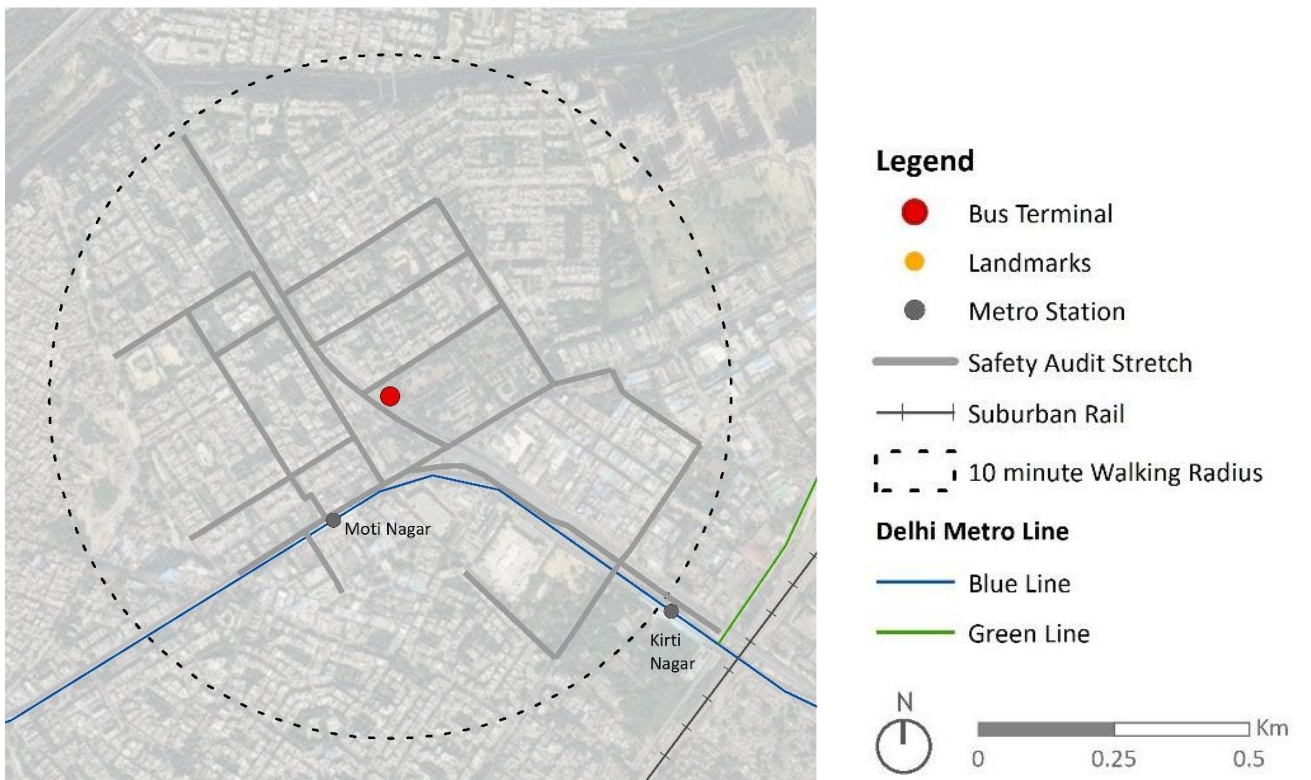 Moti Nagar
Kirti
Nagar
Legend
Bus Terminal
Landmarks
Metro Station
Safety Audit Stretch
Suburban Rail
10 minute Walking Radius
Delhi Metro Line
Blue Line
Green Line
N
Km
0 0.25 0.5